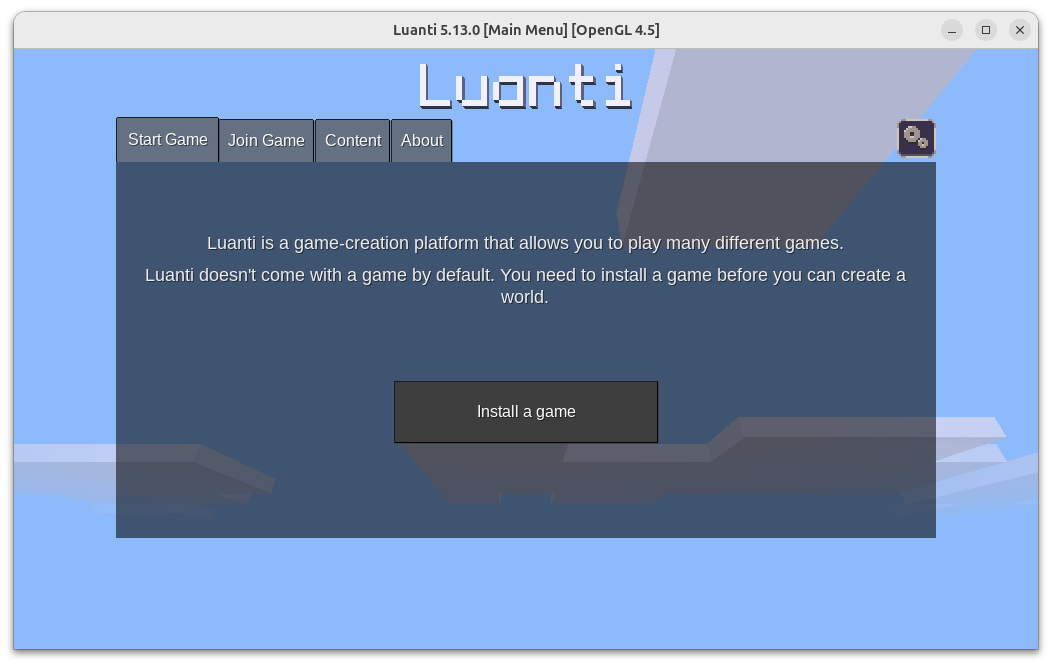 Luanti 5.13.0 [Main Menu] [OpenGL 4.5]
Luanti
Start Game
Join Game
Content
About
Luanti is a game-creation platform that allows you to play many different games.
Luanti doesn't come with a game by default. You need to install a game before you can create a
world.
Install a game